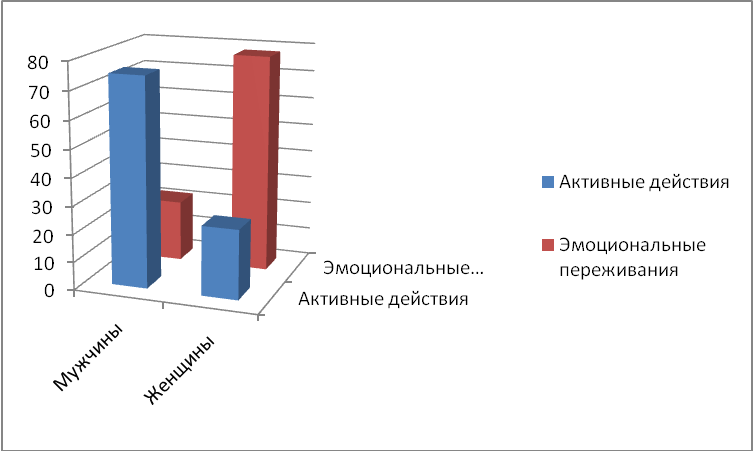 80
70
60
50
40
30
20
10
0
Мужчины
Женщины
Эмоциональные...
Активные действия
Активные действия
Эмоциональные
переживания